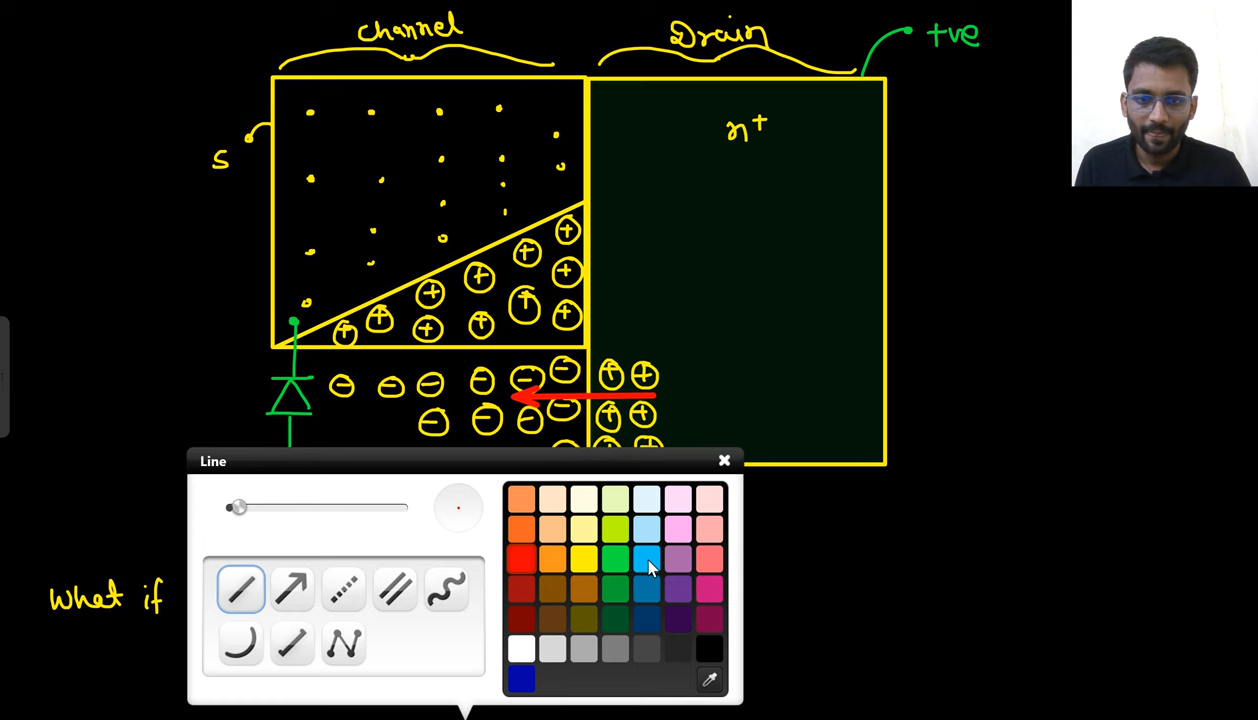 Channel
Drain
+ve
n+
S
Line
What if